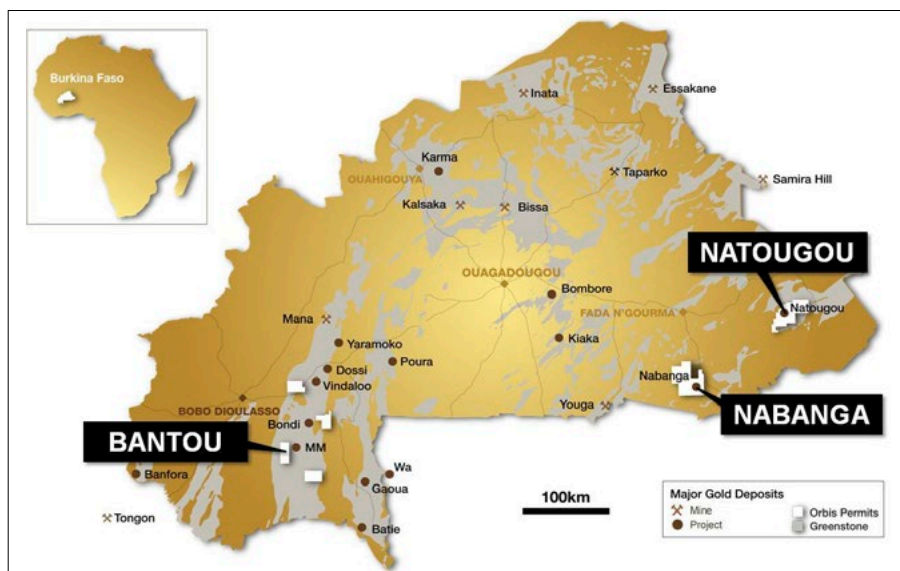 Burkina Faso
Inata
Essakane
Karma
OUAHIGOUYA
Taparko
Samira Hill
Kalsaka
Bissa
NATOUGOU
OUAGADOUGOU
Bombore
Natougou
FADA N'GOURMA
Mana
Kiaka
Yaramoko
Poura
Dossi
Vindaloo
Nabanga
BOBO DIOULASSO
Youga
NABANGA
Bondi
BANTOU
MM
Wa
Banfora
Gaoua
100km
Major Gold Deposits
Mine
Orbis Permits
Project
Greenstone
Tongon
Batie